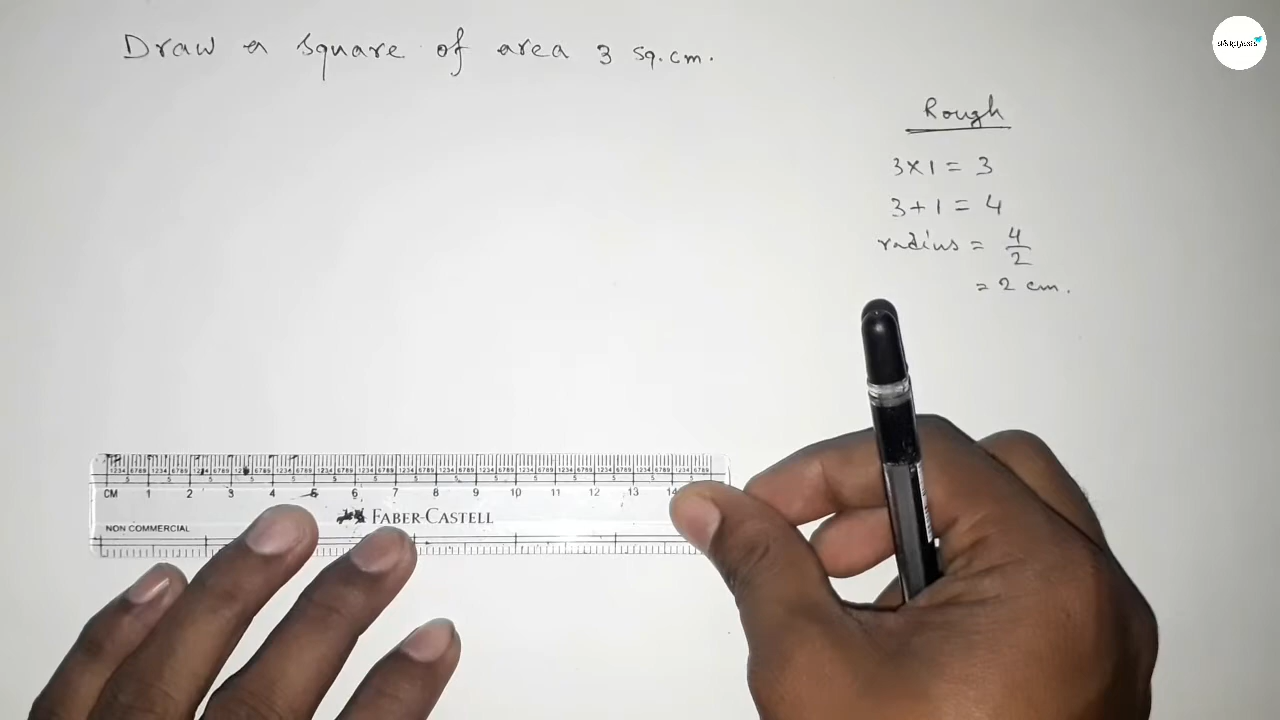 Draw a square of area 3 sq.cm.
Rough
3×1 = 3
3+1 = 4
radius = 4/2
= 2 cm.
CM 1 2 3 4 5 6 7 8 9 10 11 12 13 14
FABER-CASTELL
NON COMMERCIAL